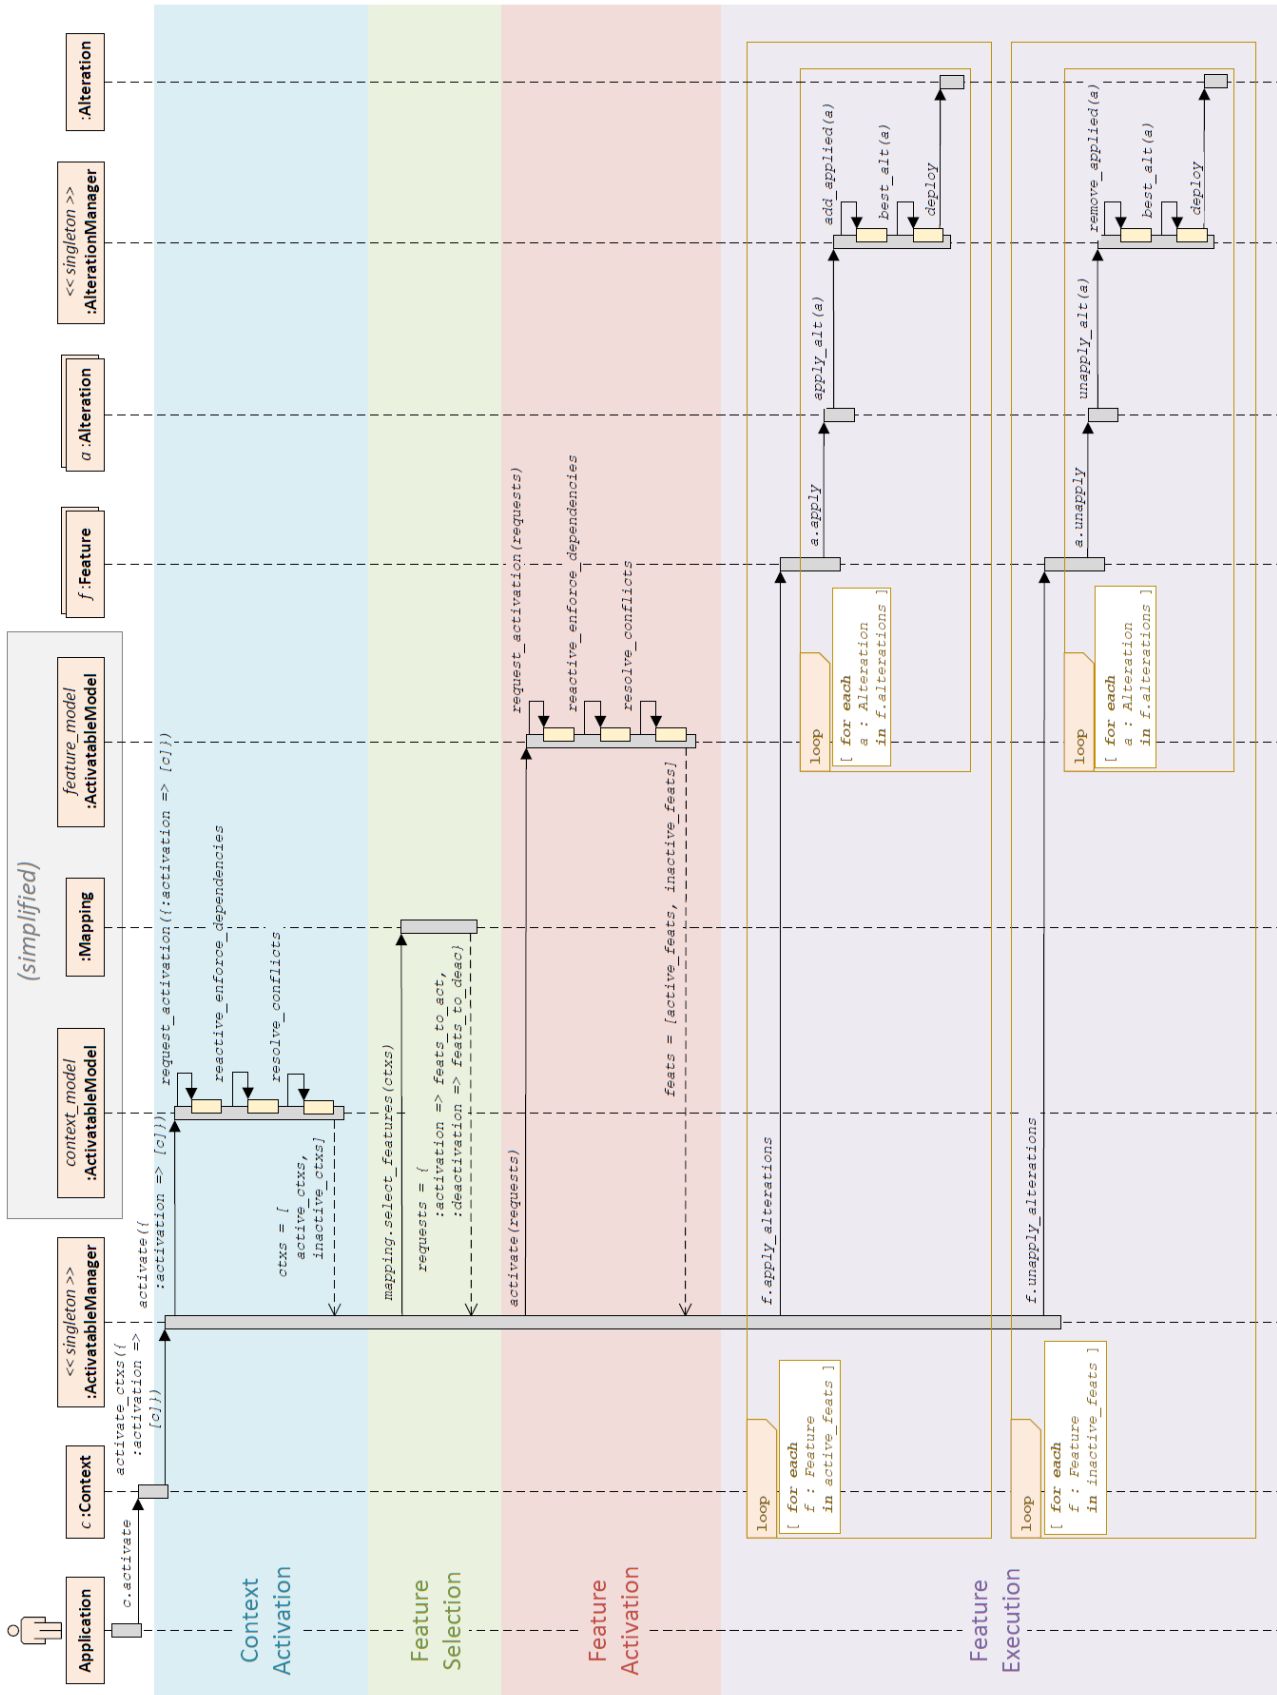 (simplified)
Application
c :Context
<< singleton >>
:ActivatableManager
context_model
:ActivatableModel
:Mapping
feature_model
:ActivatableModel
f :Feature
a :Alteration
<< singleton >>
:AlterationManager
:Alteration
c.activate
activate_ctxs({
:activation =>
[c]})
activate({
:activation => [c]})
request_activation({:activation => [c]})
reactive_enforce_dependencies
resolve_conflicts
ctxs = [
active_ctxs,
inactive_ctxs]
Context
Activation
mapping.select_features(ctxs)
requests = {
:activation => feats_to_act,
:deactivation => feats_to_deac}
Feature
Selection
activate(requests)
request_activation(requests)
reactive_enforce_dependencies
resolve_conflicts
feats = [active_feats, inactive_feats]
Feature
Activation
loop
[ for each
f : Feature
in active_feats ]
f.apply_alterations
loop
[ for each
a : Alteration
in f.alterations ]
a.apply
apply_alt(a)
add_applied(a)
best_alt(a)
deploy
Feature
Execution
loop
[ for each
f : Feature
in inactive_feats ]
f.unapply_alterations
loop
[ for each
a : Alteration
in f.alterations ]
a.unapply
unapply_alt(a)
remove_applied(a)
best_alt(a)
deploy